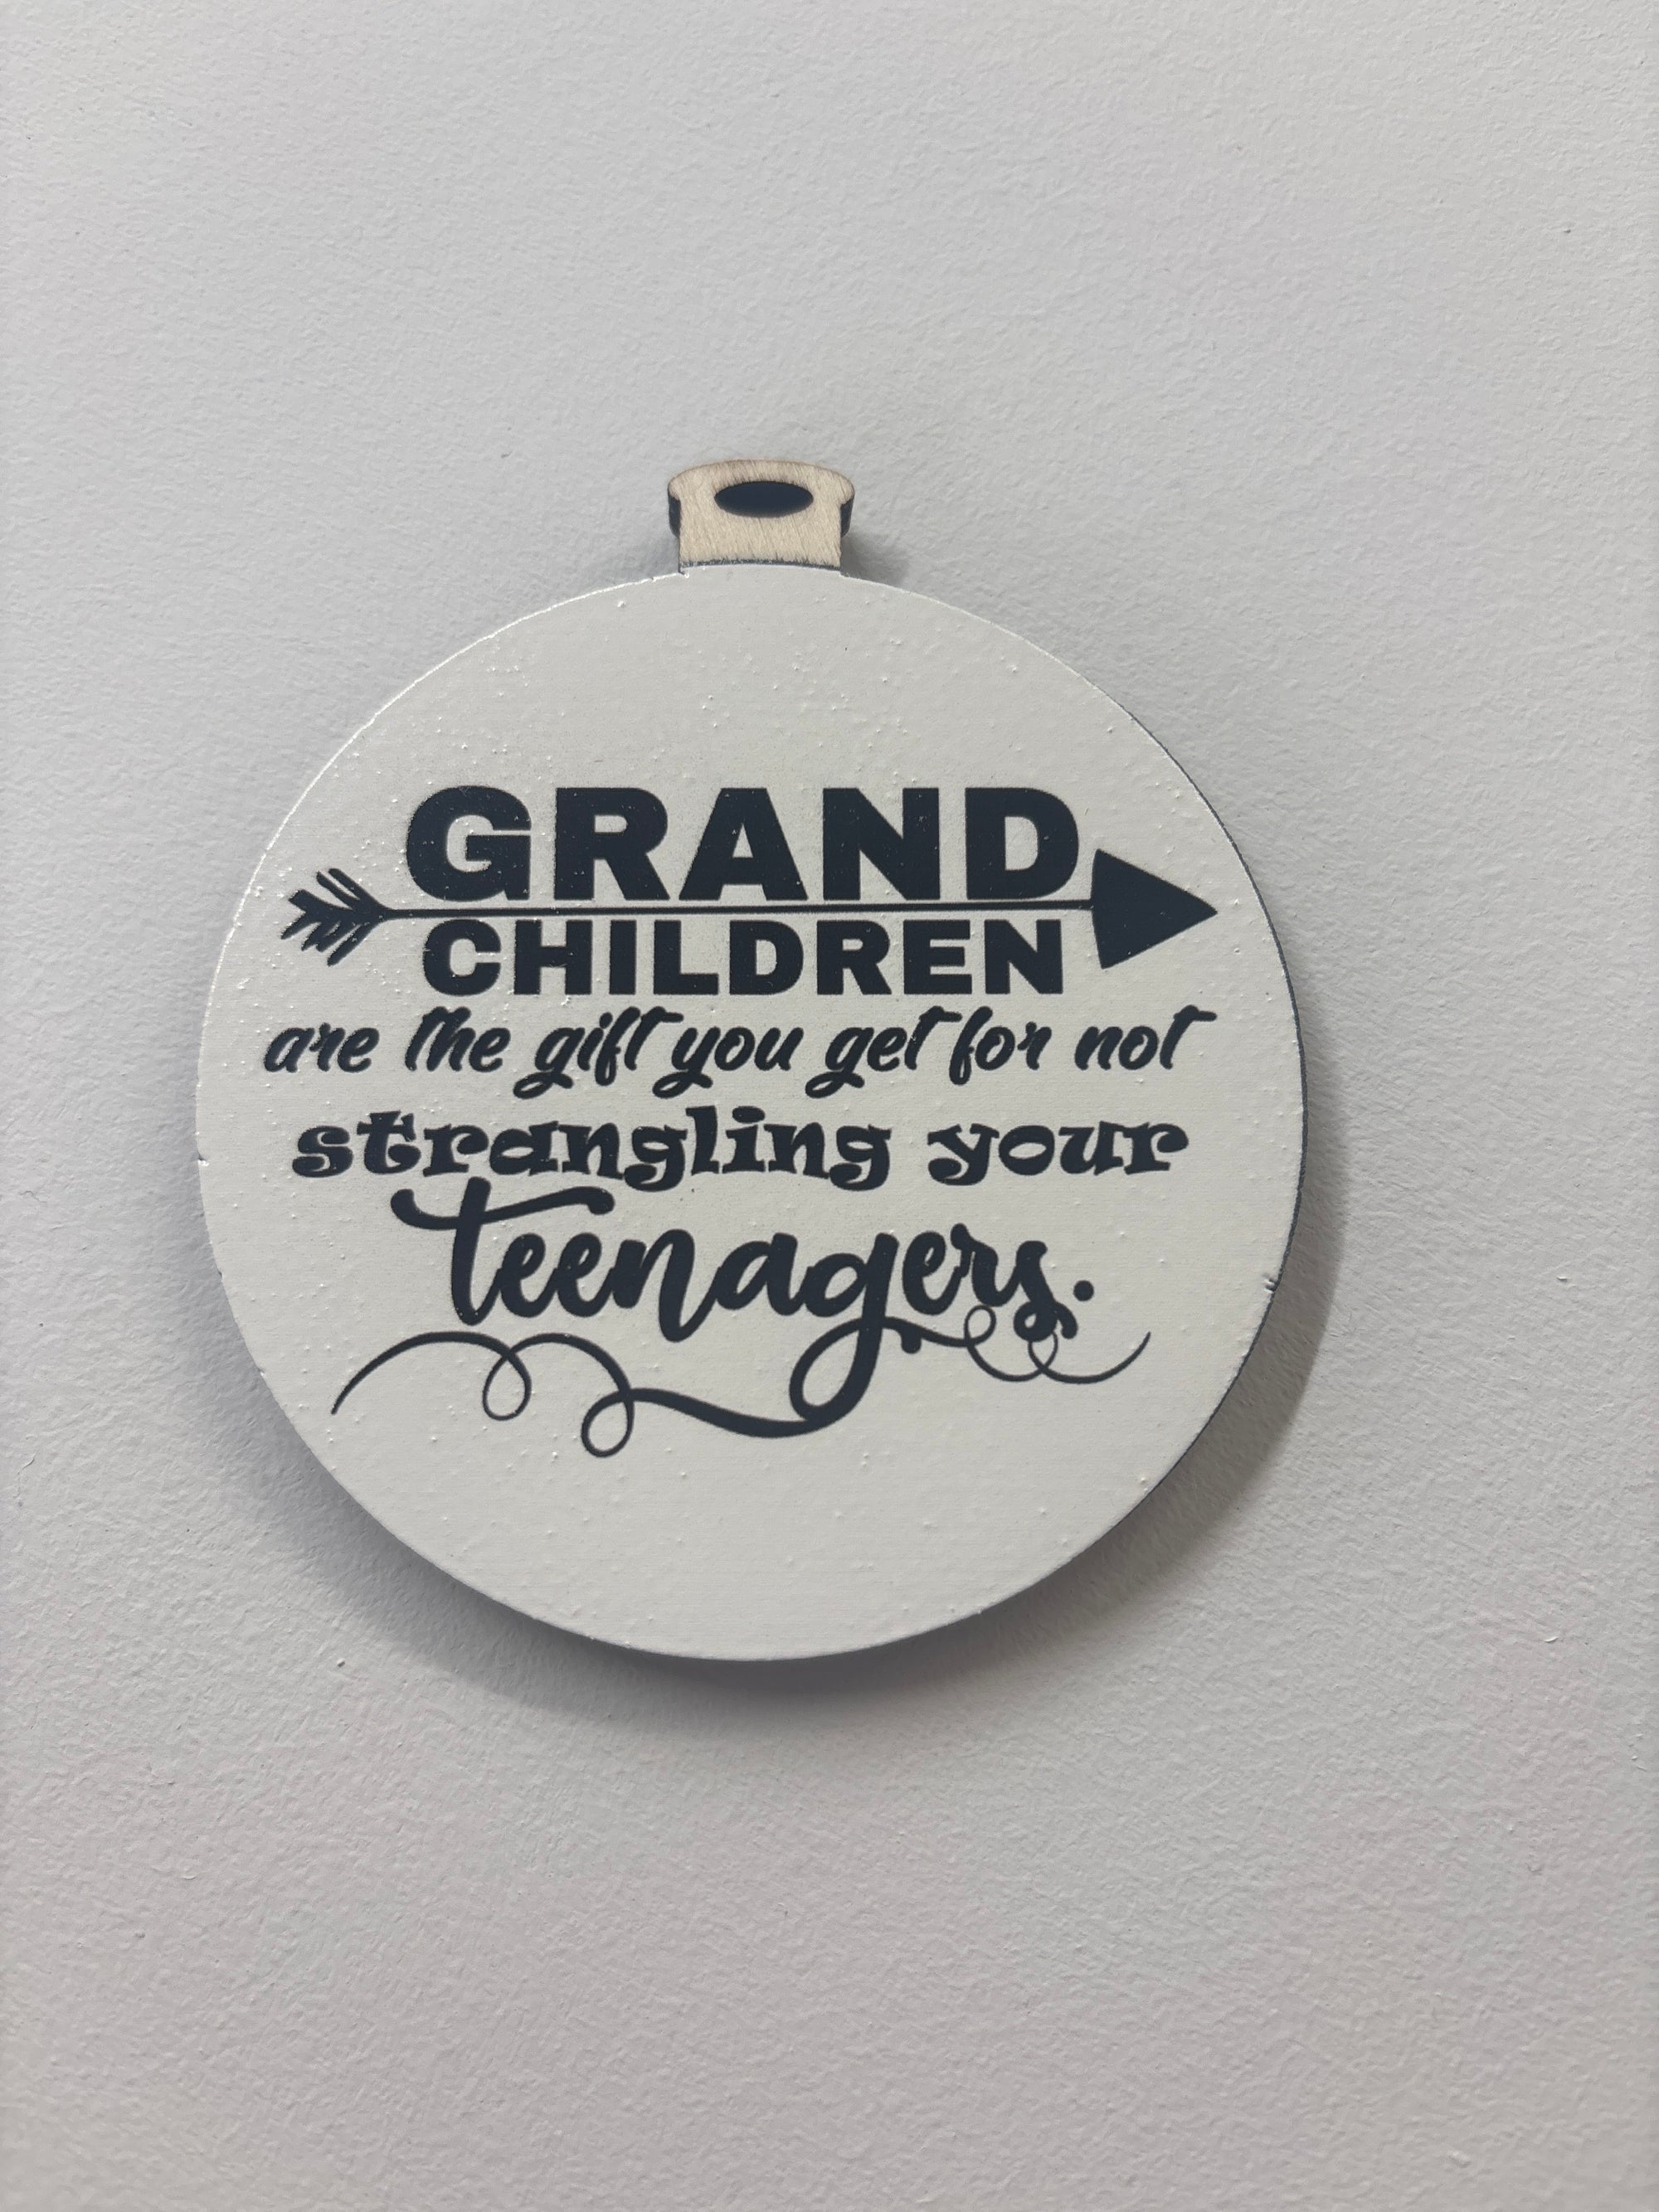 GRAND
CHILDREN
are the gift you get for not
strangling your
teenagers.